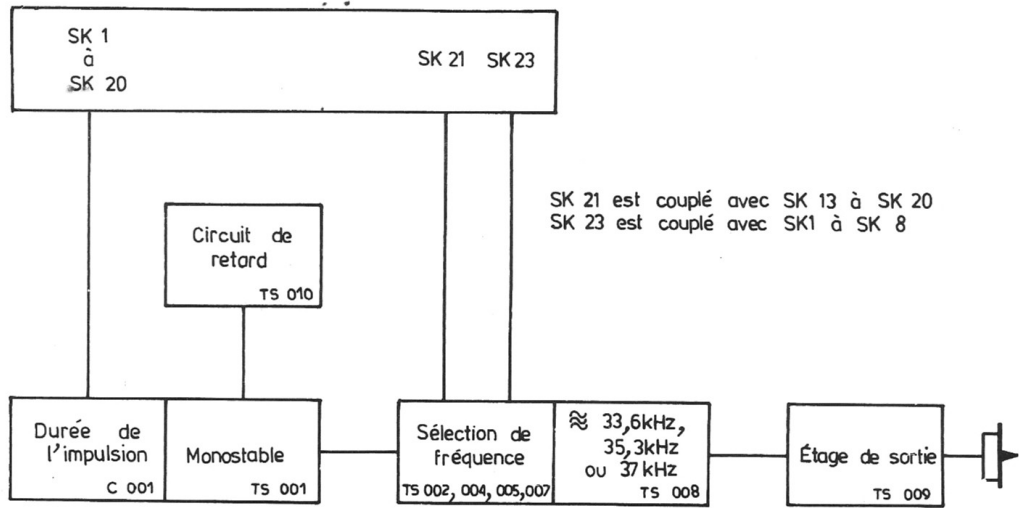 SK 1
à
SK 20
SK 21 SK 23
SK 21 est couplé avec SK 13 à SK 20
SK 23 est couplé avec SK1 à SK 8
Circuit de
retard
TS 010
Durée de
l'impulsion
C 001
Monostable
TS 001
Sélection de
fréquence
TS 002, 004, 005, 007
≈ 33,6kHz,
35,3kHz
ou 37kHz
TS 008
Étage de sortie
TS 009